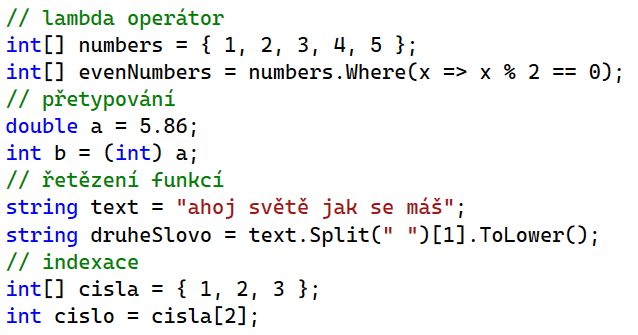 // lambda operátor
int[] numbers = { 1, 2, 3, 4, 5 };
int[] evenNumbers = numbers.Where(x => x % 2 == 0);
// přetypování
double a = 5.86;
int b = (int) a;
// řetězení funkcí
string text = "ahoj světě jak se máš";
string druheSlovo = text.Split(" ")[1].ToLower();
// indexace
int[] cisla = { 1, 2, 3 };
int cislo = cisla[2];